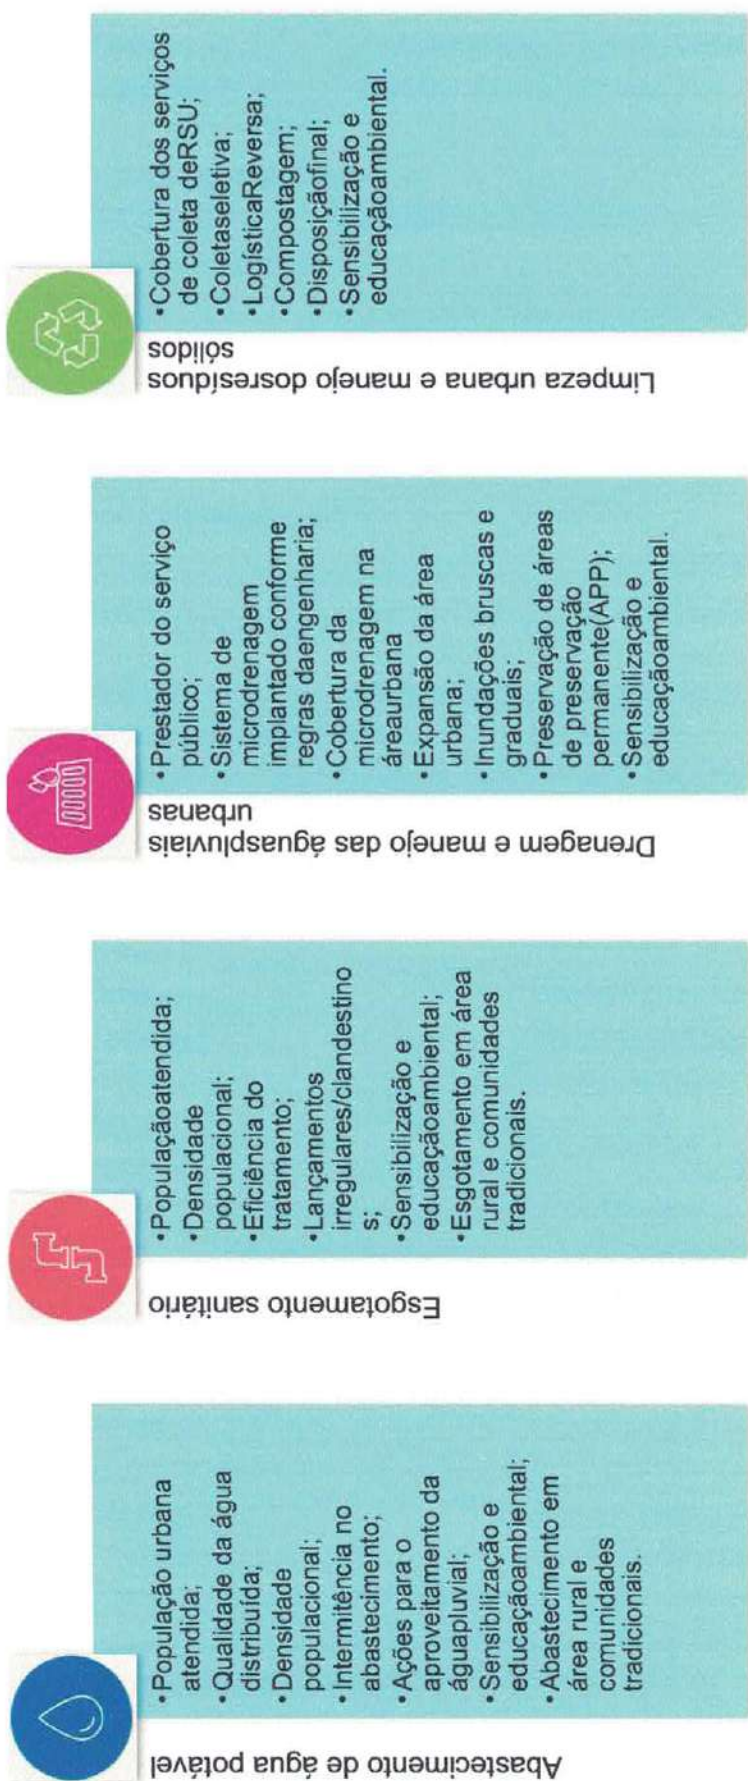 Abastecimento de água potável
•População urbana
atendida;
•Qualidade da água
distribuída;
•Densidade
populacional;
•Intermitência no
abastecimento;
•Ações para o
aproveitamento da
águapluvial;
•Sensibilização e
educaçãoambiental;
•Abastecimento em
área rural e
comunidades
tradicionais.
Esgotamento sanitário
•Populaçãoatendida;
•Densidade
populacional;
•Eficiência do
tratamento;
•Lançamentos
irregulares/clandestino
s;
•Sensibilização e
educaçãoambiental;
•Esgotamento em área
rural e comunidades
tradicionais.
Drenagem e manejo das águaspluviais
urbanas
•Prestador do serviço
público;
•Sistema de
microdrenagem
implantado conforme
regras daengenharia;
•Cobertura da
microdrenagem na
áreaurbana
•Expansão da área
urbana;
•Inundações bruscas e
graduais;
•Preservação de áreas
de preservação
permanente(APP);
•Sensibilização e
educaçãoambiental.
Limpeza urbana e manejo dosresíduos
sólidos
•Cobertura dos serviços
de coleta deRSU;
•Coletaseletiva;
•LogísticaReversa;
•Compostagem;
•Disposiçãofinal;
•Sensibilização e
educaçãoambiental.